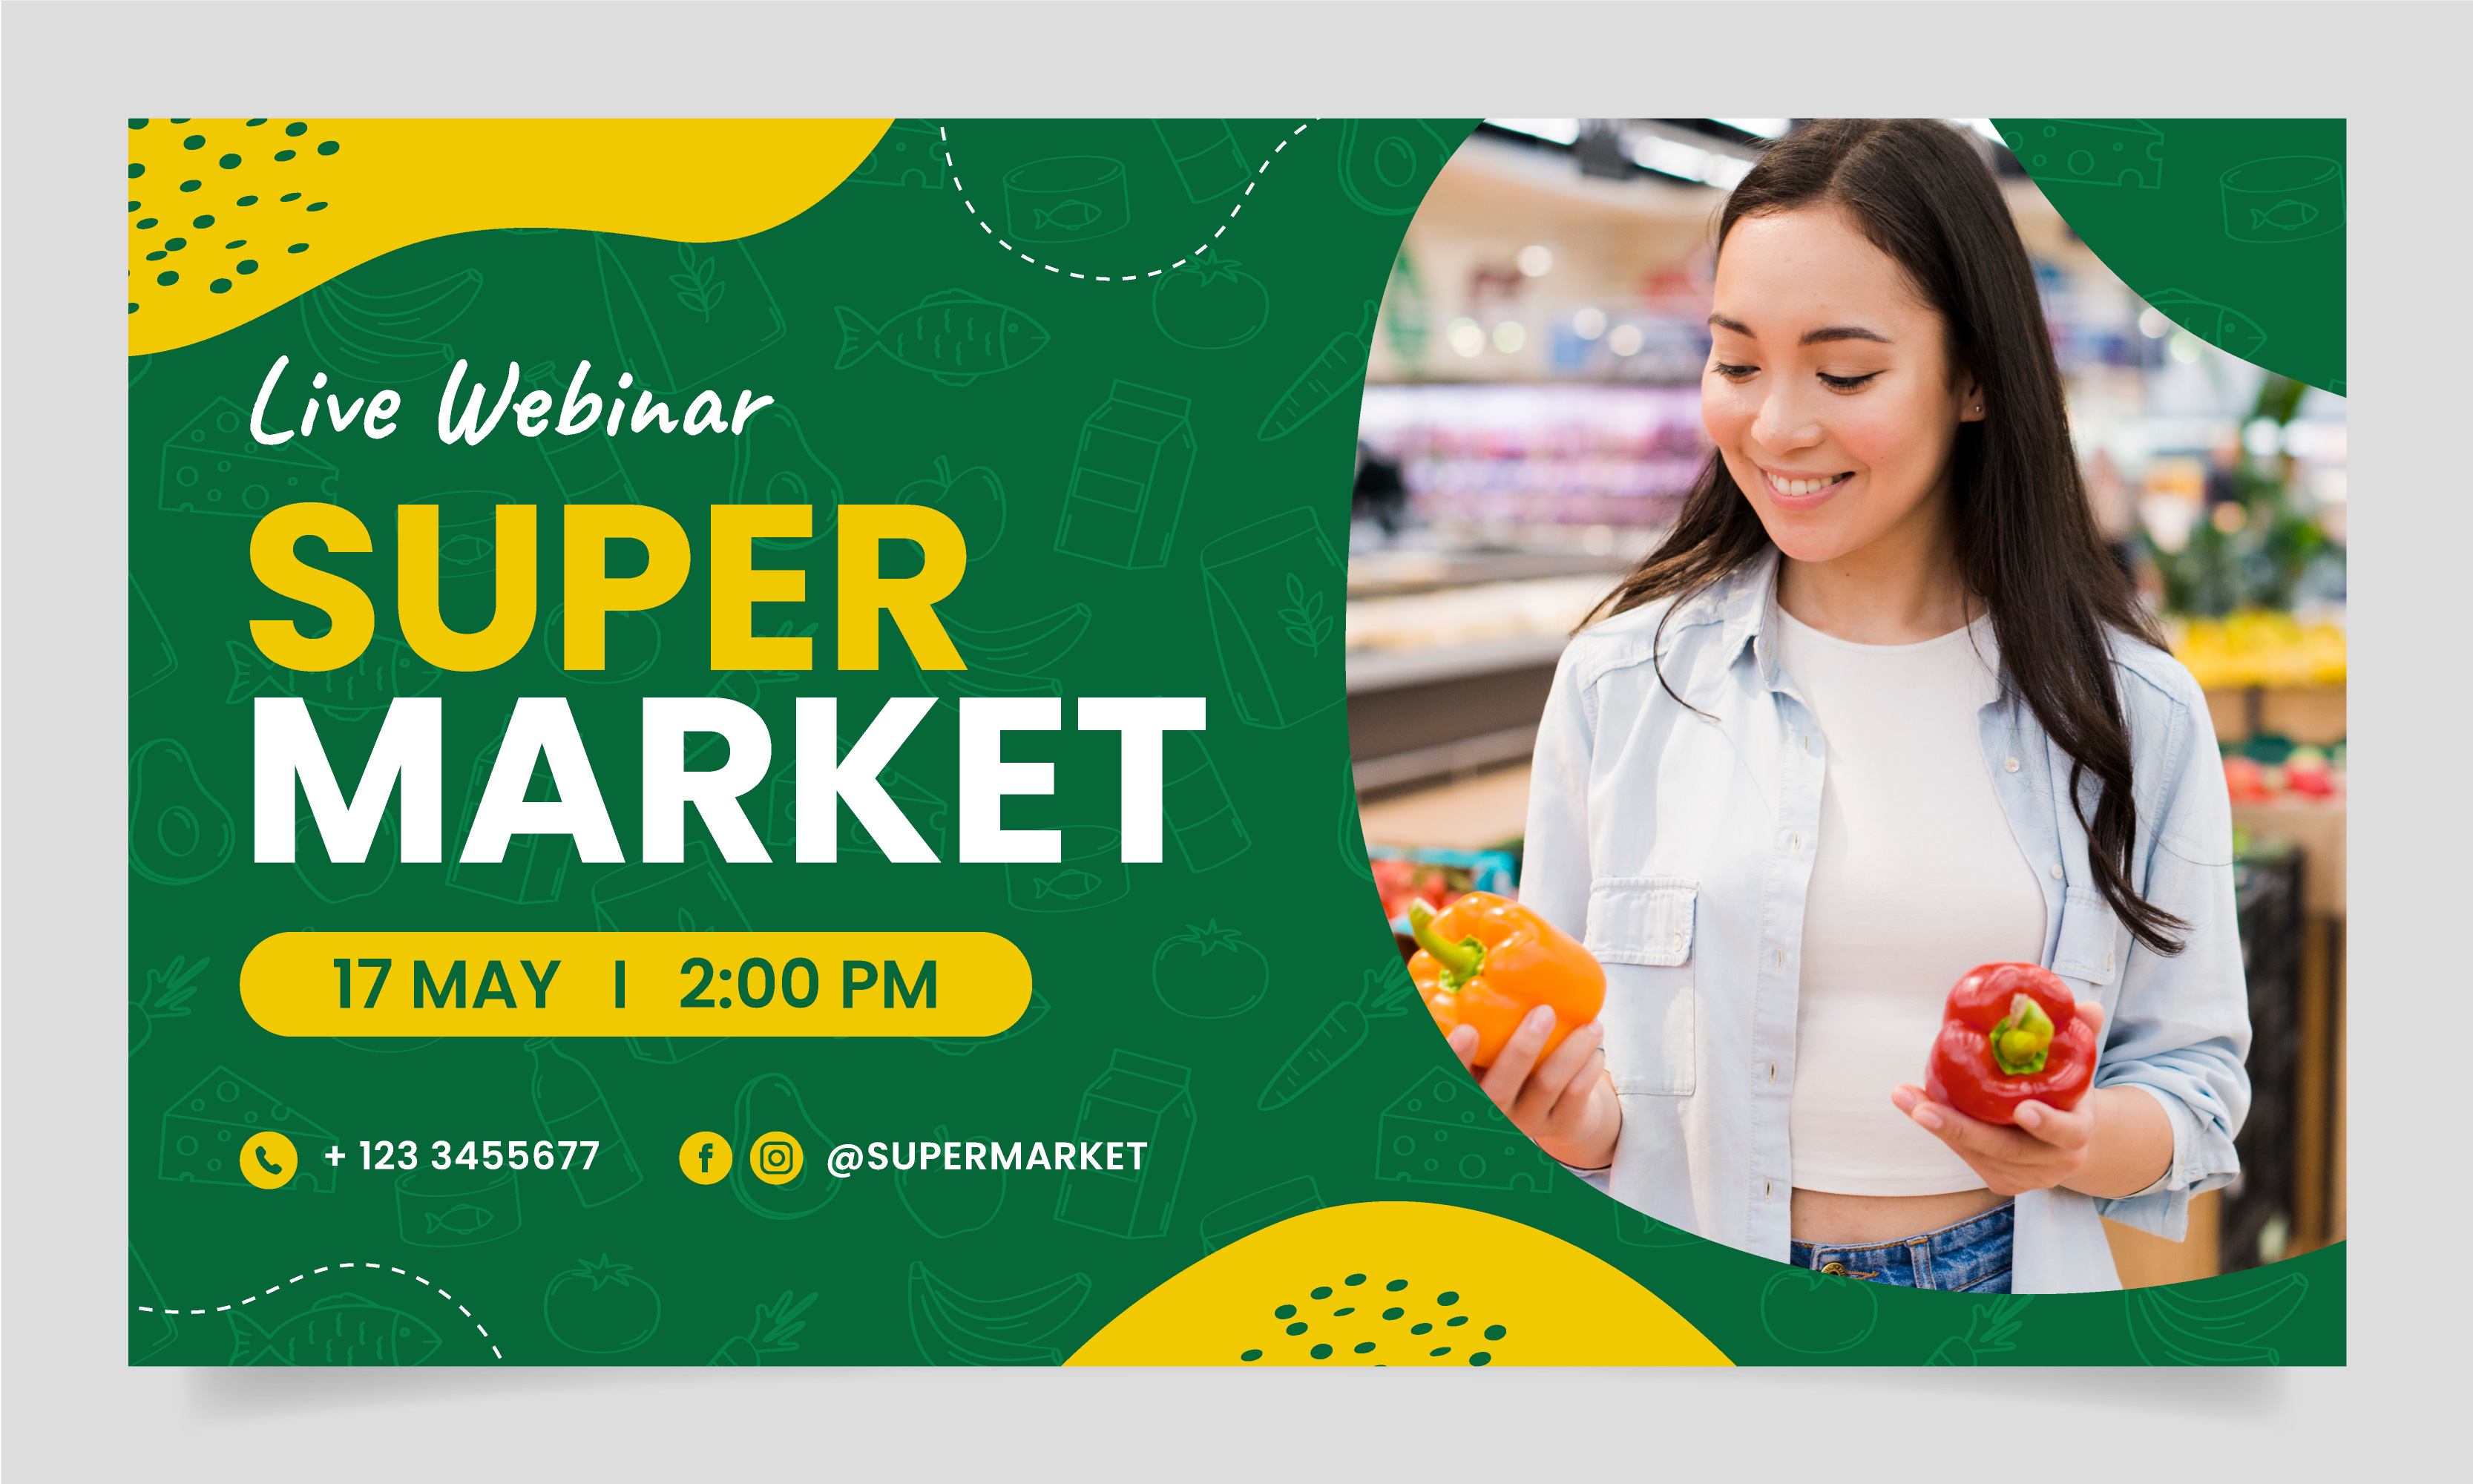 Live Webinar
SUPER
MARKET
17 MAY | 2:00 PM
+ 123 3455677
@SUPERMARKET